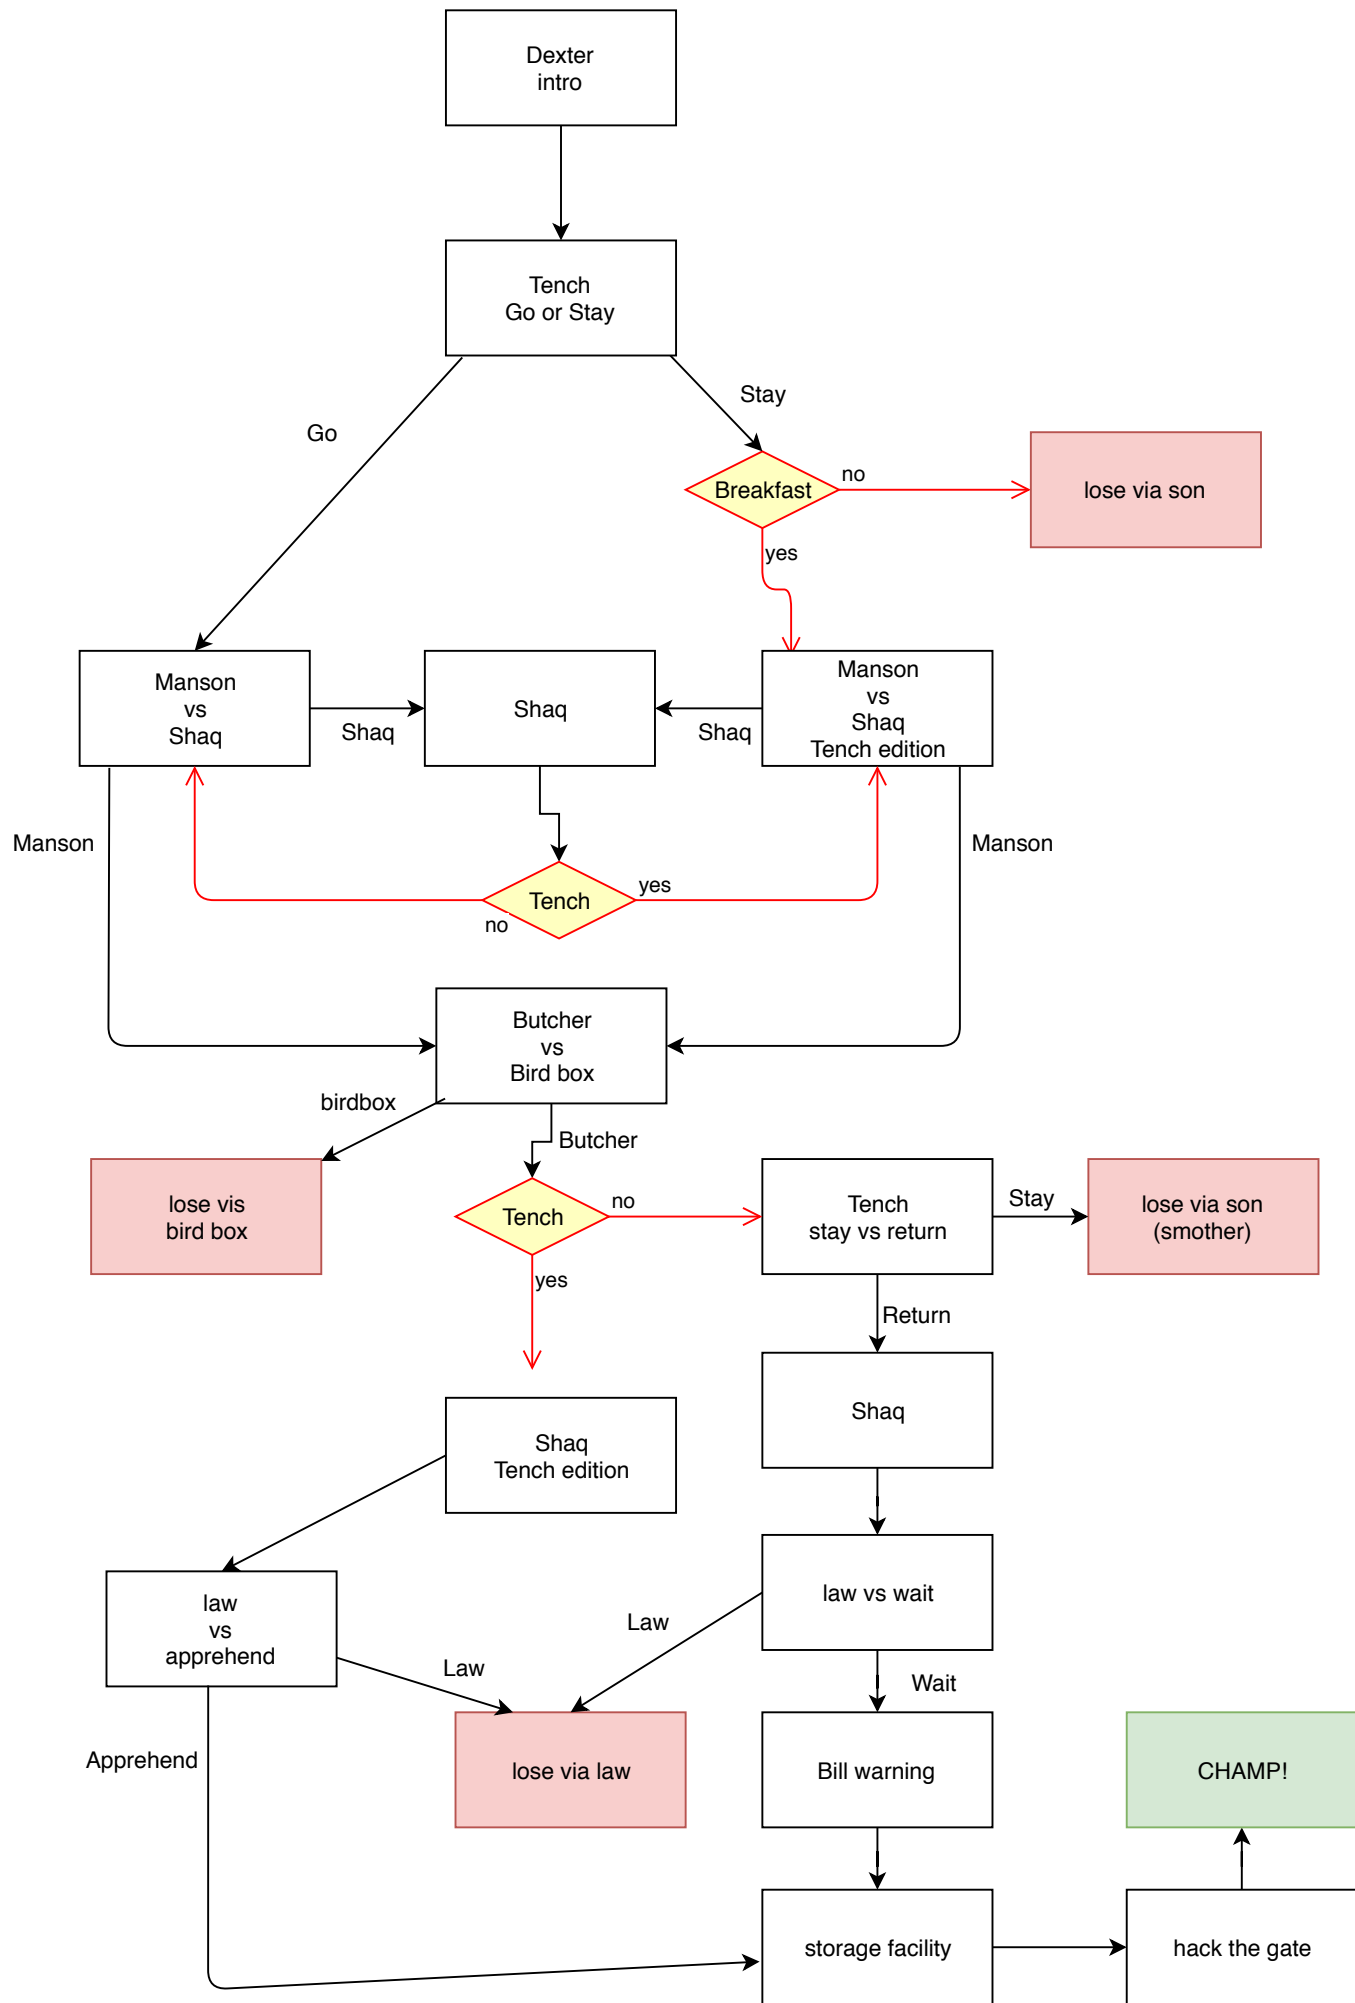 Dexter
intro
Tench
Go or Stay
Go
Stay
Breakfast
no
lose via son
yes
Manson
vs
Shaq
Shaq
Shaq
Shaq
Manson
vs
Shaq
Tench edition
Manson
Manson
Tench
yes
no
Butcher
vs
Bird box
birdbox
Butcher
lose vis
bird box
Tench
no
yes
Tench
stay vs return
Stay
lose via son
(smother)
Return
Shaq
Shaq
Tench edition
law vs wait
law
vs
apprehend
Law
Law
Wait
Apprehend
lose via law
Bill warning
CHAMP!
storage facility
hack the gate